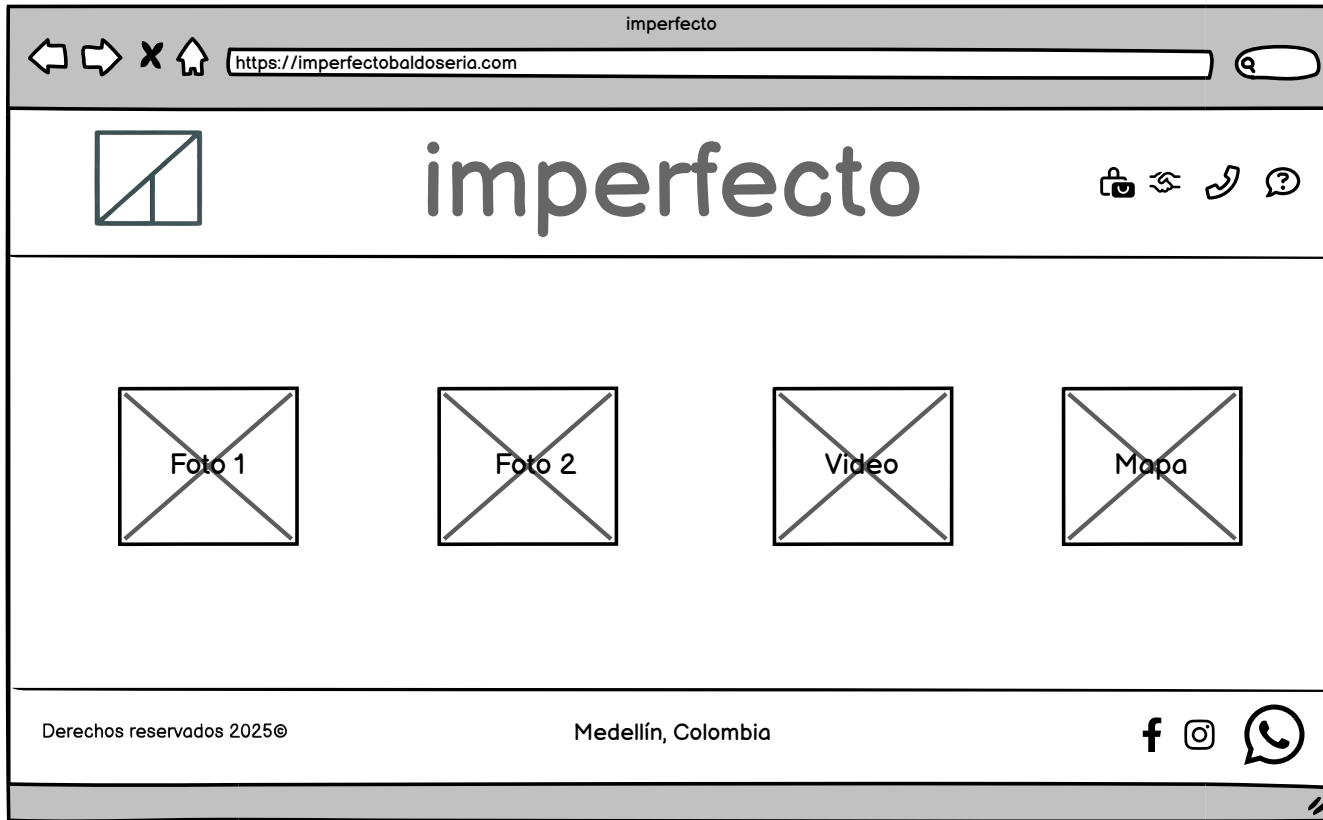 imperfecto
https://imperfectobaldoseria.com
imperfecto
Foto 1
Foto 2
Video
Mapa
Derechos reservados 2025©
Medellín, Colombia